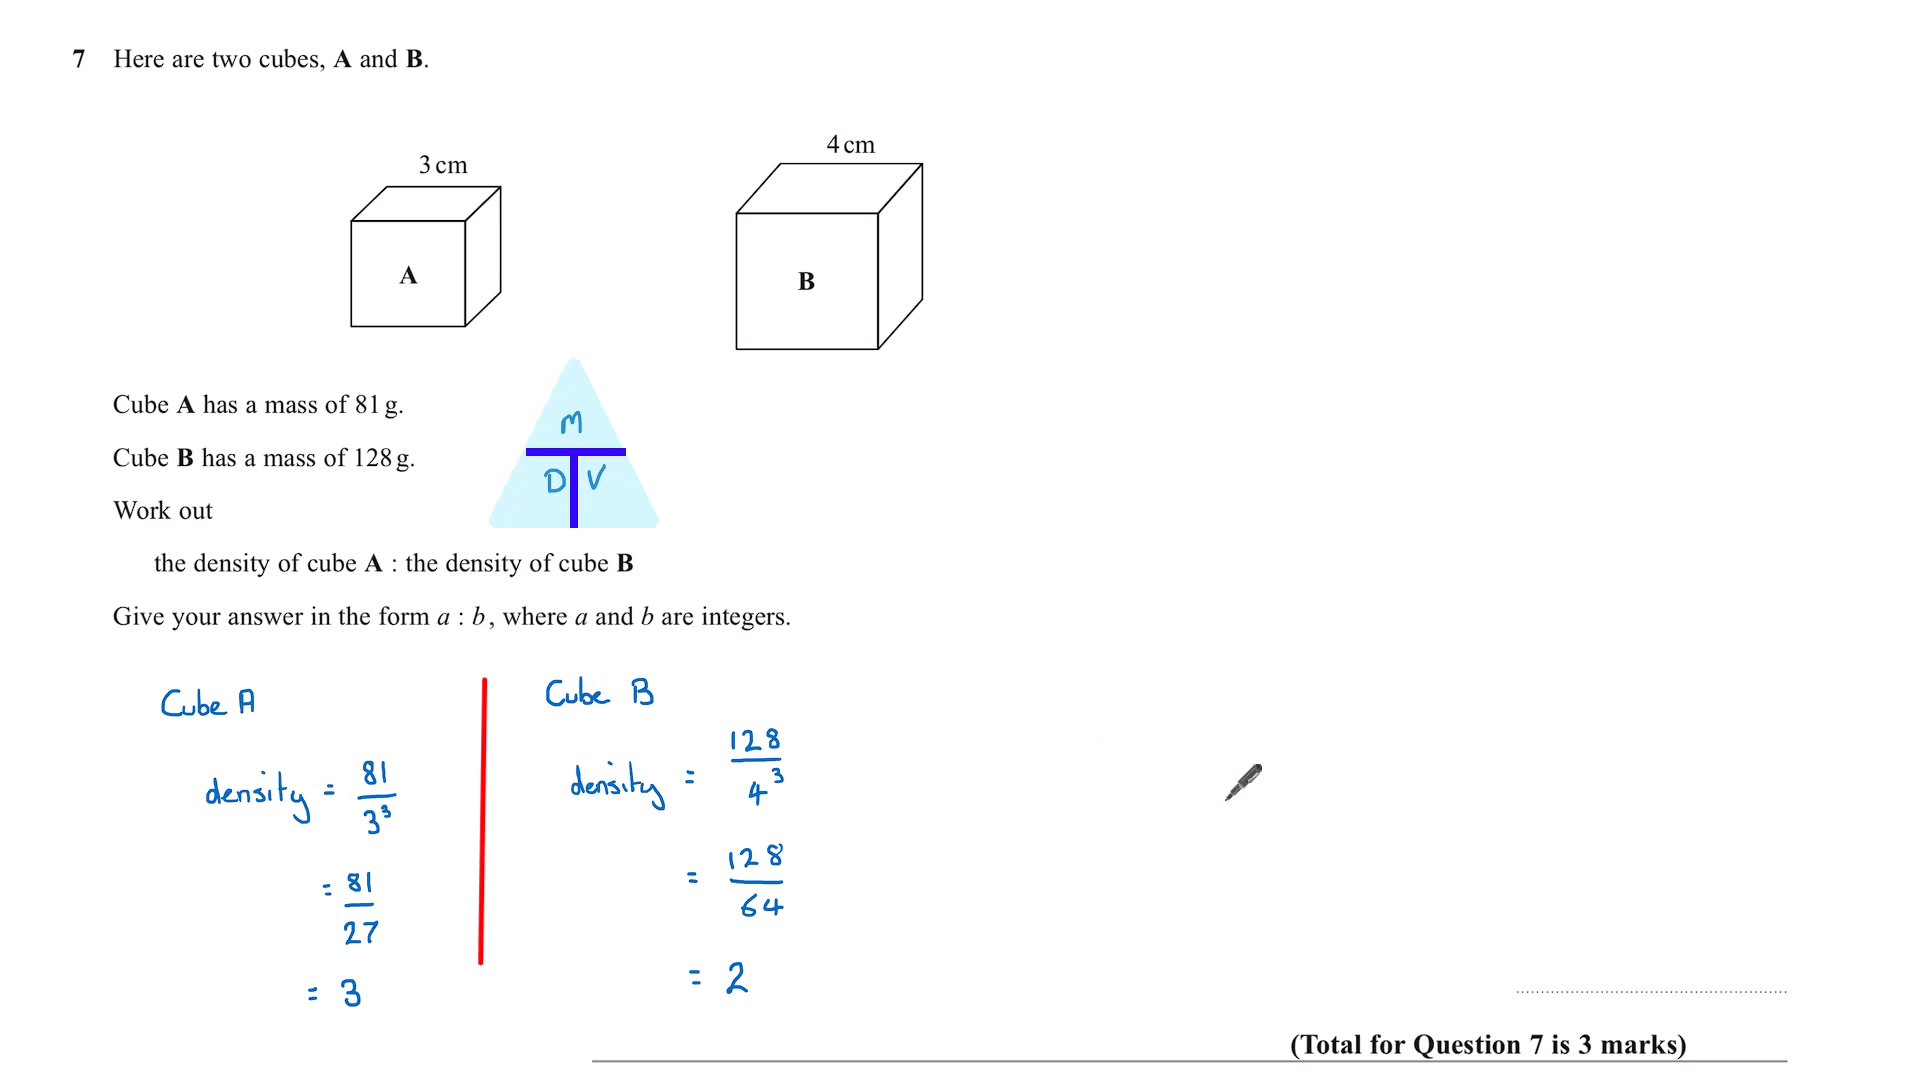 7 Here are two cubes, A and B.
3 cm
4 cm
A
B
Cube A has a mass of 81 g.
Cube B has a mass of 128 g.
M
D V
Work out
the density of cube A : the density of cube B
Give your answer in the form a : b, where a and b are integers.
Cube A
density = 81/3³
= 81/27
= 3
Cube B
density = 128/4³
= 128/64
= 2
(Total for Question 7 is 3 marks)